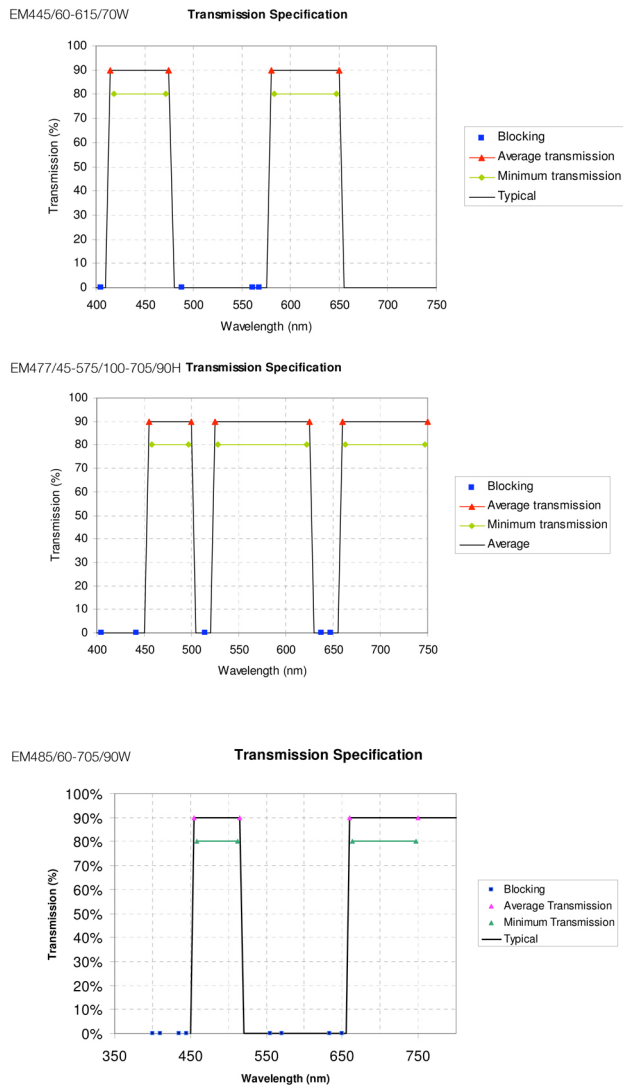 EM445/60-615/70W Transmission Specification
Transmission (%)
100
90
80
70
60
50
40
30
20
10
0
400 450 500 550 600 650 700 750
Wavelength (nm)
Blocking
Average transmission
Minimum transmission
Typical
EM477/45-575/100-705/90H Transmission Specification
Transmission (%)
100
90
80
70
60
50
40
30
20
10
0
400 450 500 550 600 650 700 750
Wavelength (nm)
Blocking
Average transmission
Minimum transmission
Average
EM485/60-705/90W Transmission Specification
Transmission (%)
100%
90%
80%
70%
60%
50%
40%
30%
20%
10%
0%
350 450 550 650 750
Wavelength (nm)
Blocking
Average Transmission
Minimum Transmission
Typical